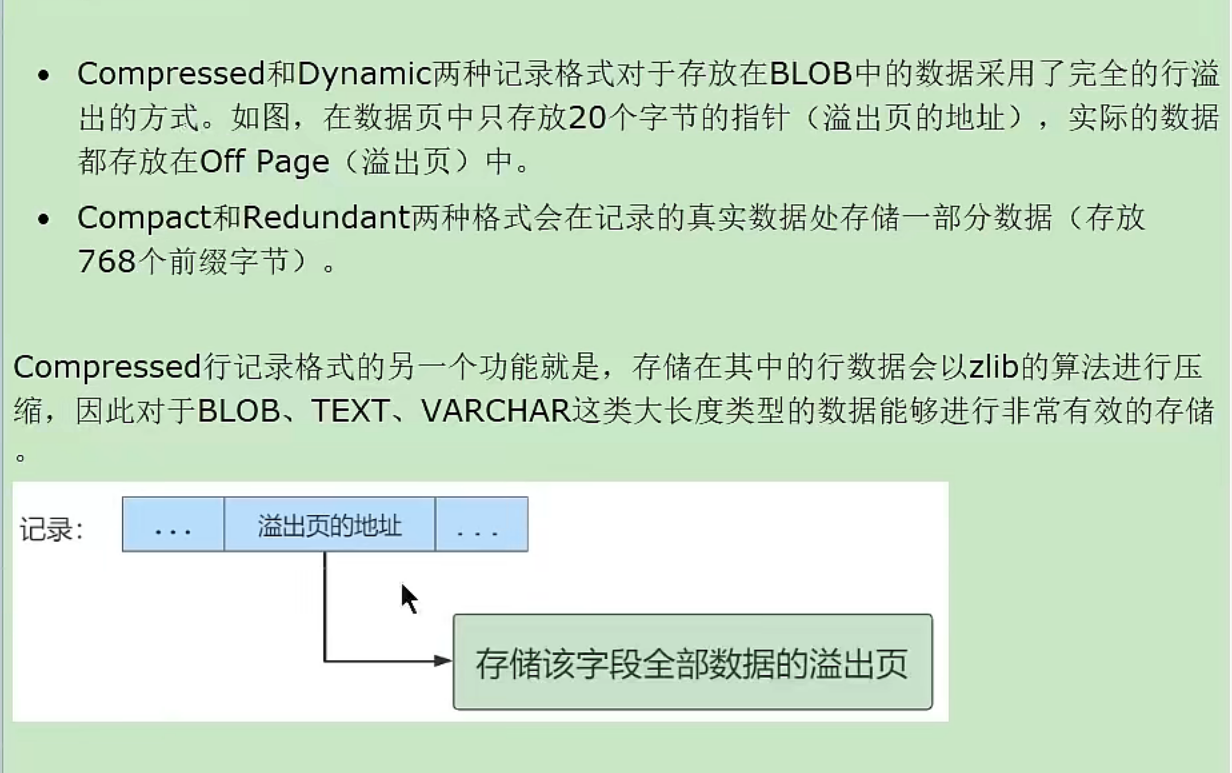 Compressed和Dynamic两种记录格式对于存放在BLOB中的数据采用了完全的行溢
出的方式。如图，在数据页中只存放20个字节的指针（溢出页的地址），实际的数据
都存放在Off Page（溢出页）中。
Compact和Redundant两种格式会在记录的真实数据处存储一部分数据（存放
768个前缀字节）。
Compressed行记录格式的另一个功能就是，存储在其中的行数据会以zlib的算法进行压
缩，因此对于BLOB、TEXT、VARCHAR这类大长度类型的数据能够进行非常有效的存储
。
记录： ... 溢出页的地址 ...
存储该字段全部数据的溢出页